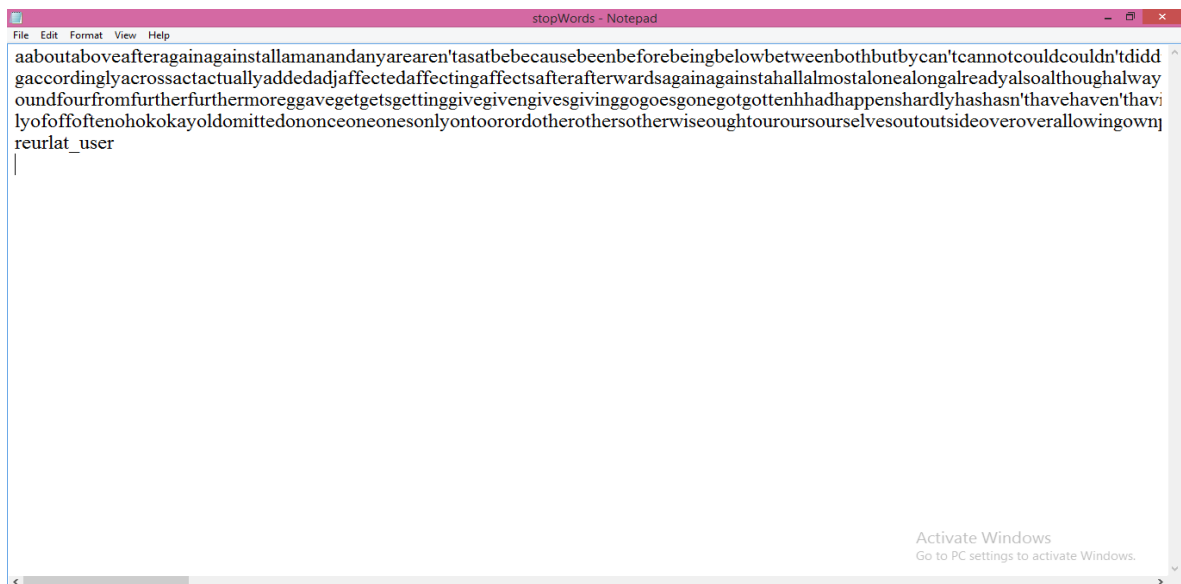 stopWords - Notepad
File Edit Format View Help
aaboutaboveafteragainagainstallamanandanyarearen'tasatbebecausebeenbeforebeingbelowbetweenbothbutbycan'tcannotcouldcouldn'tdidd
gaccordinglyacrossactactuallyaddedadjaffectedaffectingaffectsafterafterwardsagainagainstahallalmostalonealongalreadyalsoalthoughalway
oundfourfromfurtherfurthermoreggavegetgetsgettinggivegivengivesgivinggogoesgonegotgottenhhadhappenshardlyhashasn'thavehaven'thavi
lyofoffoftenohokokayoldomittedononceoneonesonlyontoorordotherothersotherwiseoughtouroursourselvesoutoutsideoveroverallowingown
reurlat_user
Activate Windows
Go to PC settings to activate Windows.